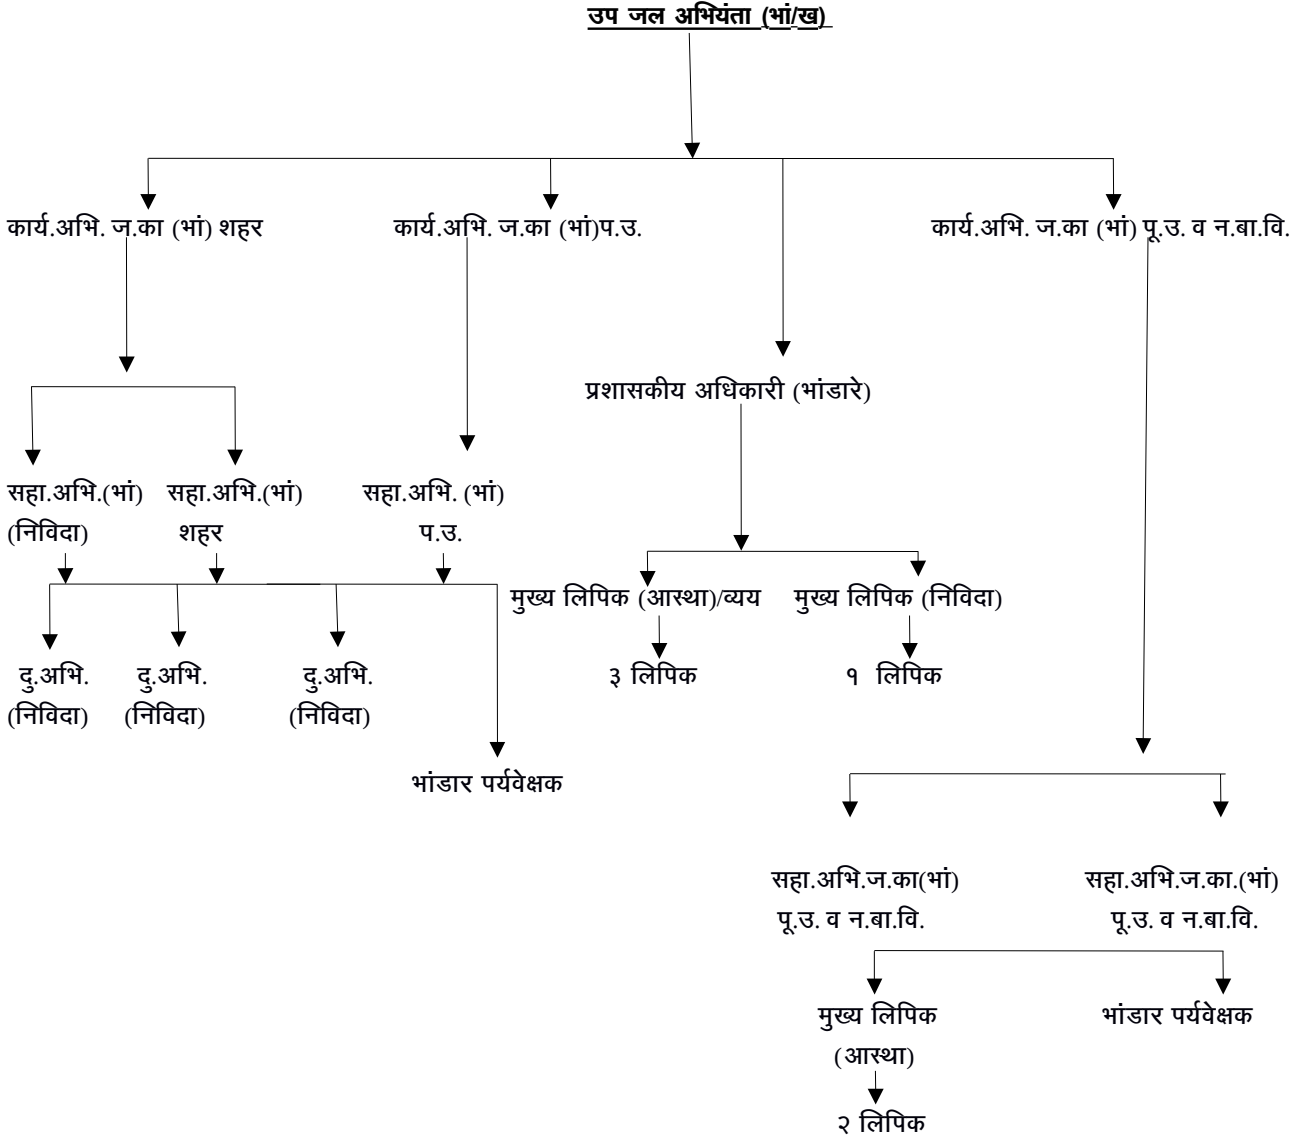 उप जल अभियंता (भां/ख)
कार्य.अभि. ज.का (भां) शहर
कार्य.अभि. ज.का (भां)प.उ.
कार्य.अभि. ज.का (भां) पू.उ. व न.बा.वि.
प्रशासकीय अधिकारी (भांडारे)
सहा.अभि.(भां)
(निविदा)
सहा.अभि.(भां)
शहर
सहा.अभि. (भां)
प.उ.
मुख्य लिपिक (आस्था)/व्यय
मुख्य लिपिक (निविदा)
३ लिपिक
१ लिपिक
दु.अभि.
(निविदा)
दु.अभि.
(निविदा)
दु.अभि.
(निविदा)
भांडार पर्यवेक्षक
सहा.अभि.ज.का(भां)
पू.उ. व न.बा.वि.
सहा.अभि.ज.का.(भां)
पू.उ. व न.बा.वि.
मुख्य लिपिक
(आस्था)
भांडार पर्यवेक्षक
२ लिपिक